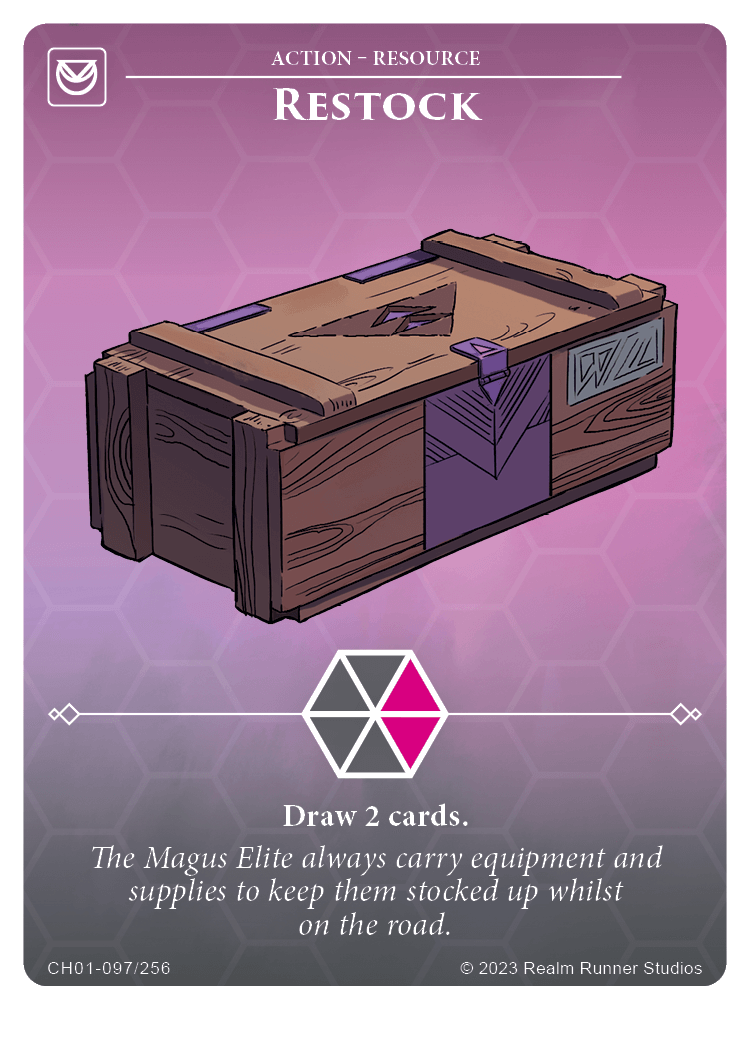 ACTION – RESOURCE
RESTOCK
Draw 2 cards.
The Magus Elite always carry equipment and
supplies to keep them stocked up whilst
on the road.
CH01-097/256
© 2023 Realm Runner Studios